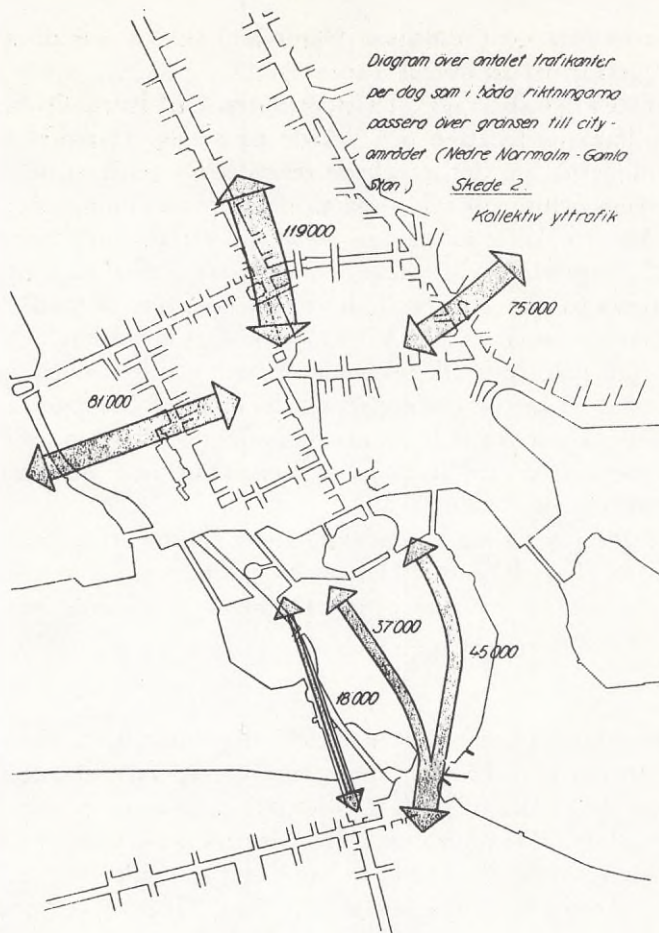 Diagram över antalet trafikanter
per dag som i båda riktningarna
passera över gränsen till city-
området (Nedre Norrmalm - Gamla
Stan) Skede 2.
Kollektiv yttrafik
119000
75000
81000
37000
45000
18000